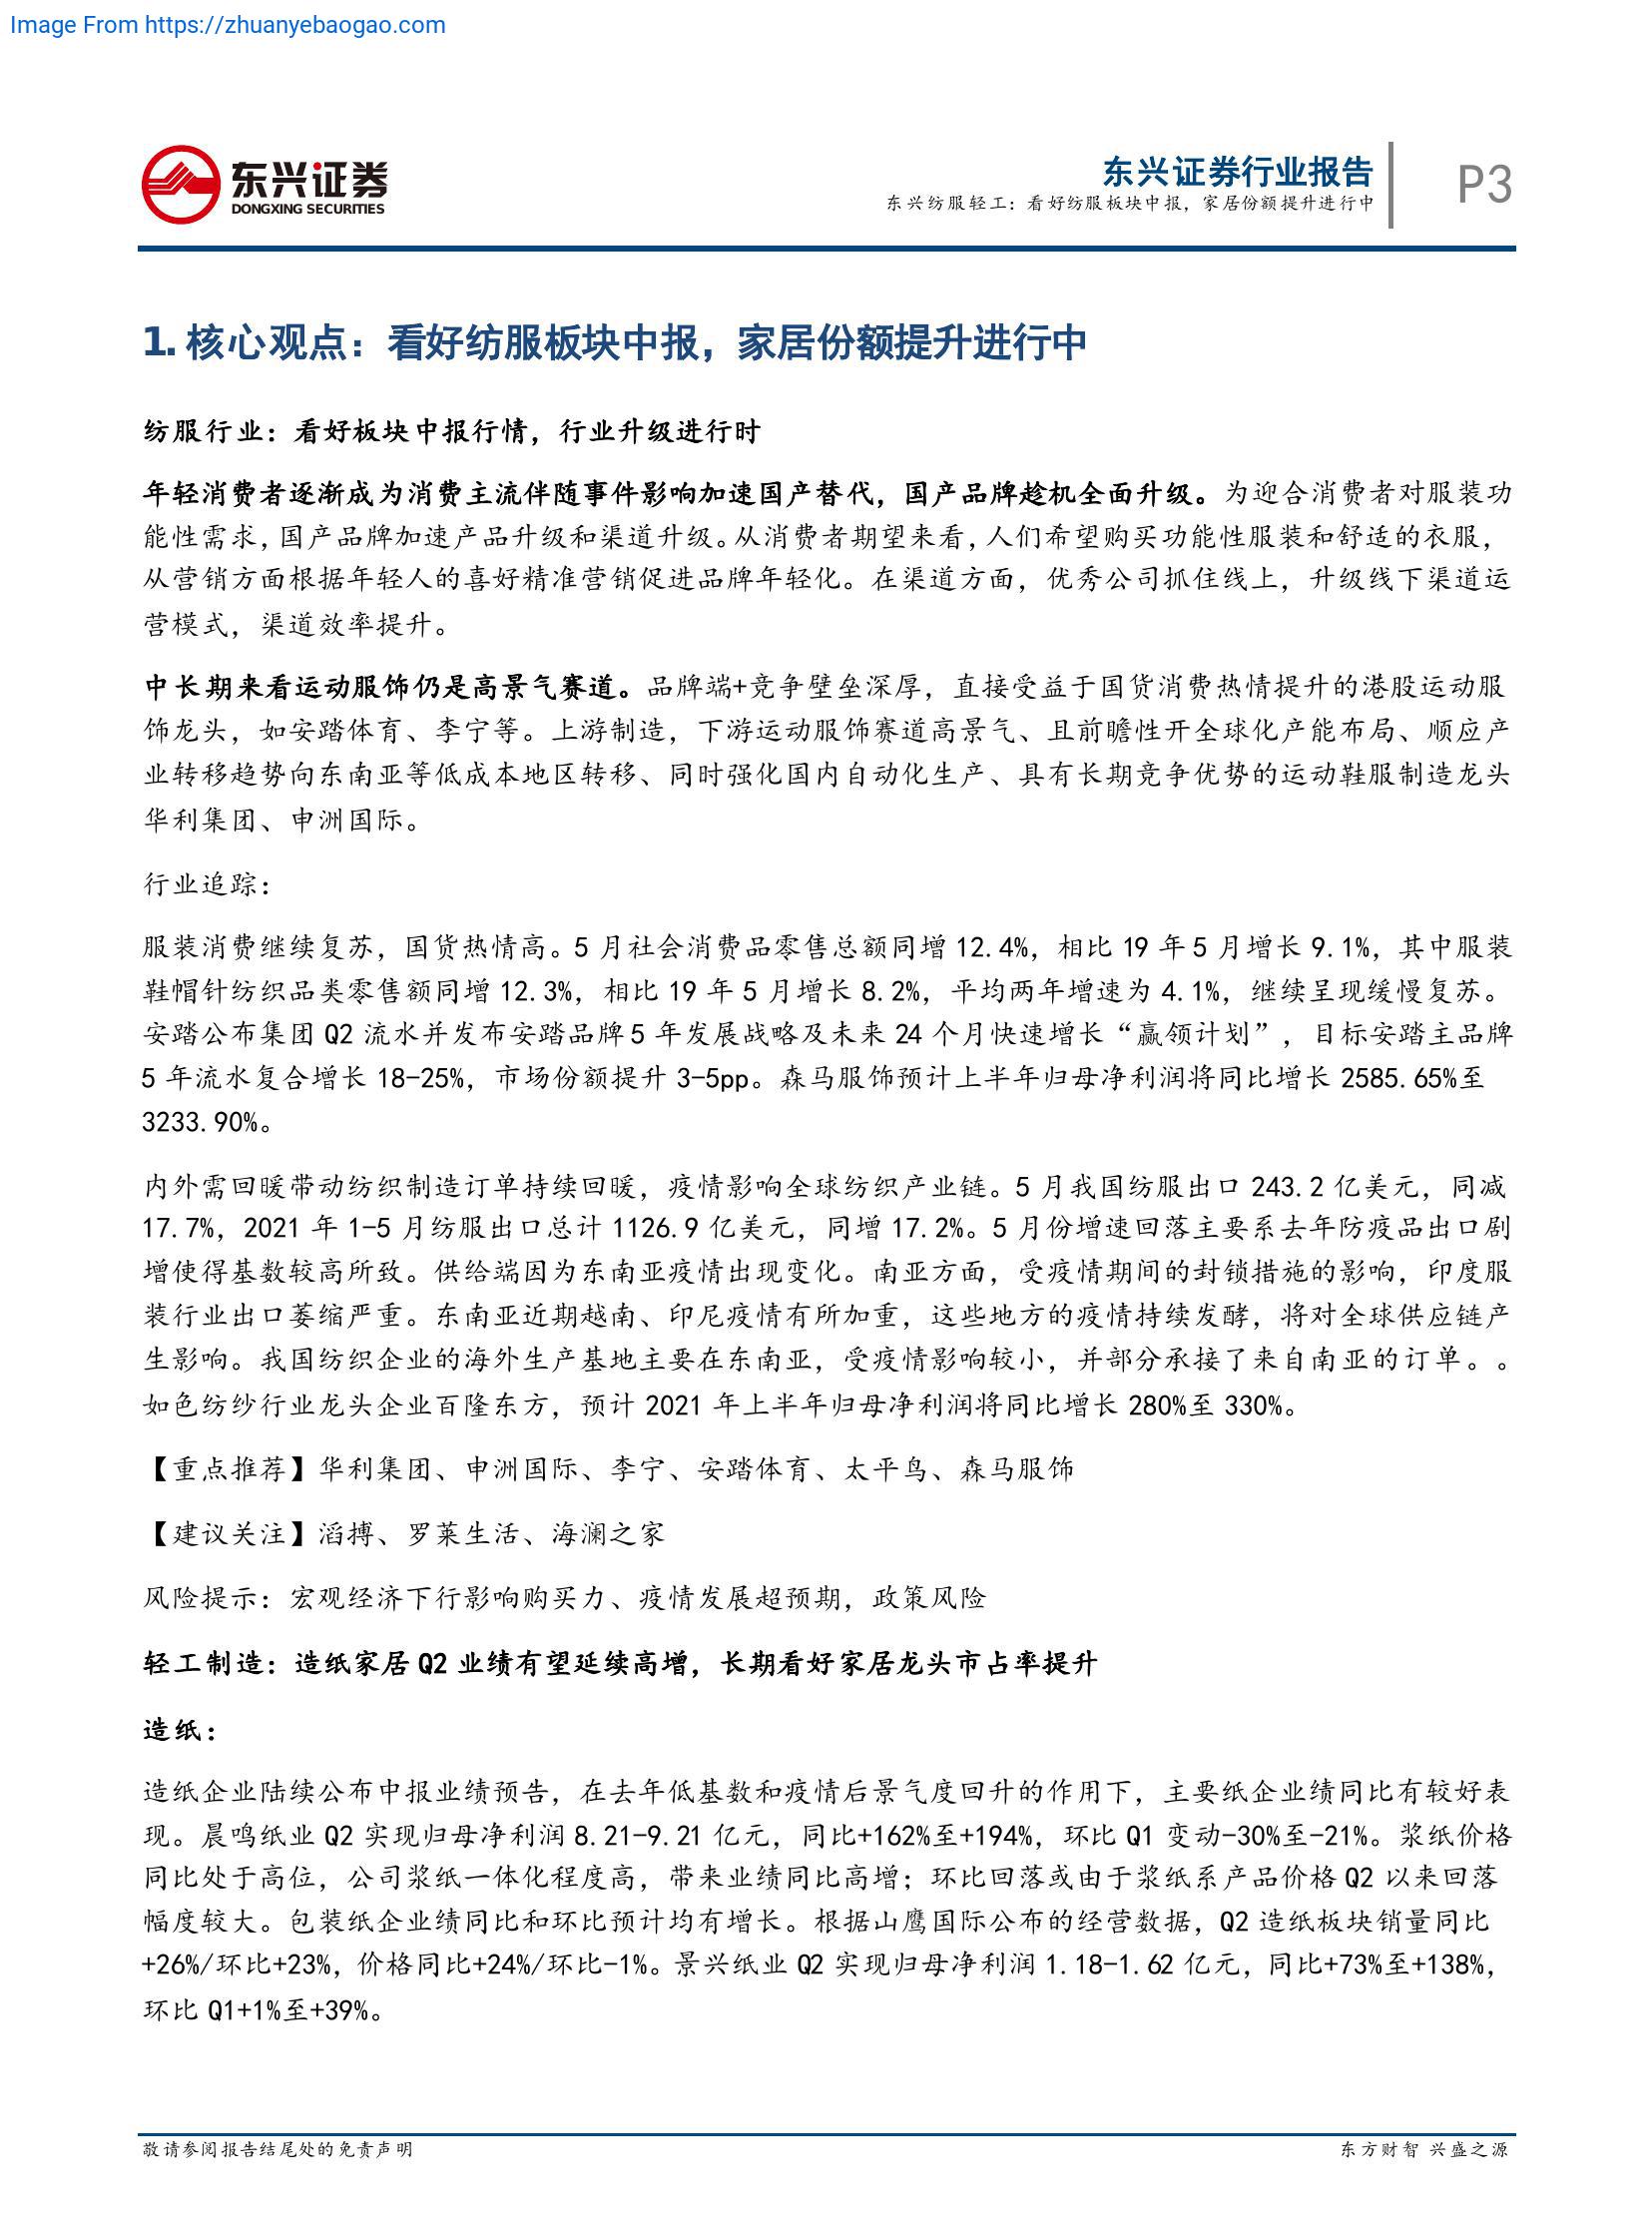 Image From https://zhuanyebaogao.com
东兴证券
DONGXING SECURITIES
东兴证券行业报告
东兴纺服轻工：看好纺服板块中报，家居份额提升进行中
P3
1. 核心观点：看好纺服板块中报，家居份额提升进行中
纺服行业：看好板块中报行情，行业升级进行时
年轻消费者逐渐成为消费主流伴随事件影响加速国产替代，国产品牌趁机全面升级。为迎合消费者对服装功
能性需求，国产品牌加速产品升级和渠道升级。从消费者期望来看，人们希望购买功能性服装和舒适的衣服，
从营销方面根据年轻人的喜好精准营销促进品牌年轻化。在渠道方面，优秀公司抓住线上，升级线下渠道运
营模式，渠道效率提升。
中长期来看运动服饰仍是高景气赛道。品牌端+竞争壁垒深厚，直接受益于国货消费热情提升的港股运动服
饰龙头，如安踏体育、李宁等。上游制造，下游运动服饰赛道高景气、且前瞻性开全球化产能布局、顺应产
业转移趋势向东南亚等低成本地区转移、同时强化国内自动化生产、具有长期竞争优势的运动鞋服制造龙头
华利集团、申洲国际。
行业追踪：
服装消费继续复苏，国货热情高。5 月社会消费品零售总额同增 12.4%，相比 19 年 5 月增长 9.1%，其中服装
鞋帽针纺织品类零售额同增 12.3%，相比 19 年 5 月增长 8.2%，平均两年增速为 4.1%，继续呈现缓慢复苏。
安踏公布集团 Q2 流水并发布安踏品牌 5 年发展战略及未来 24 个月快速增长“赢领计划”，目标安踏主品牌
5 年流水复合增长 18-25%，市场份额提升 3-5pp。森马服饰预计上半年归母净利润将同比增长 2585.65%至
3233.90%。
内外需回暖带动纺织制造订单持续回暖，疫情影响全球纺织产业链。5 月我国纺服出口 243.2 亿美元，同减
17.7%，2021 年 1-5 月纺服出口总计 1126.9 亿美元，同增 17.2%。5 月份增速回落主要系去年防疫品出口剧
增使得基数较高所致。供给端因为东南亚疫情出现变化。南亚方面，受疫情期间的封锁措施的影响，印度服
装行业出口萎缩严重。东南亚近期越南、印尼疫情有所加重，这些地方的疫情持续发酵，将对全球供应链产
生影响。我国纺织企业的海外生产基地主要在东南亚，受疫情影响较小，并部分承接了来自南亚的订单。。
如色纺纱行业龙头企业百隆东方，预计 2021 年上半年归母净利润将同比增长 280%至 330%。
【重点推荐】华利集团、申洲国际、李宁、安踏体育、太平鸟、森马服饰
【建议关注】滔搏、罗莱生活、海澜之家
风险提示：宏观经济下行影响购买力、疫情发展超预期，政策风险
轻工制造：造纸家居 Q2 业绩有望延续高增，长期看好家居龙头市占率提升
造纸：
造纸企业陆续公布中报业绩预告，在去年低基数和疫情后景气度回升的作用下，主要纸企业绩同比有较好表
现。晨鸣纸业 Q2 实现归母净利润 8.21-9.21 亿元，同比+162%至+194%，环比 Q1 变动-30%至-21%。浆纸价格
同比处于高位，公司浆纸一体化程度高，带来业绩同比高增；环比回落或由于浆纸系产品价格 Q2 以来回落
幅度较大。包装纸企业绩同比和环比预计均有增长。根据山鹰国际公布的经营数据，Q2 造纸板块销量同比
+26%/环比+23%，价格同比+24%/环比-1%。景兴纸业 Q2 实现归母净利润 1.18-1.62 亿元，同比+73%至+138%，
环比 Q1+1%至+39%。
敬请参阅报告结尾处的免责声明
东方财智 兴盛之源